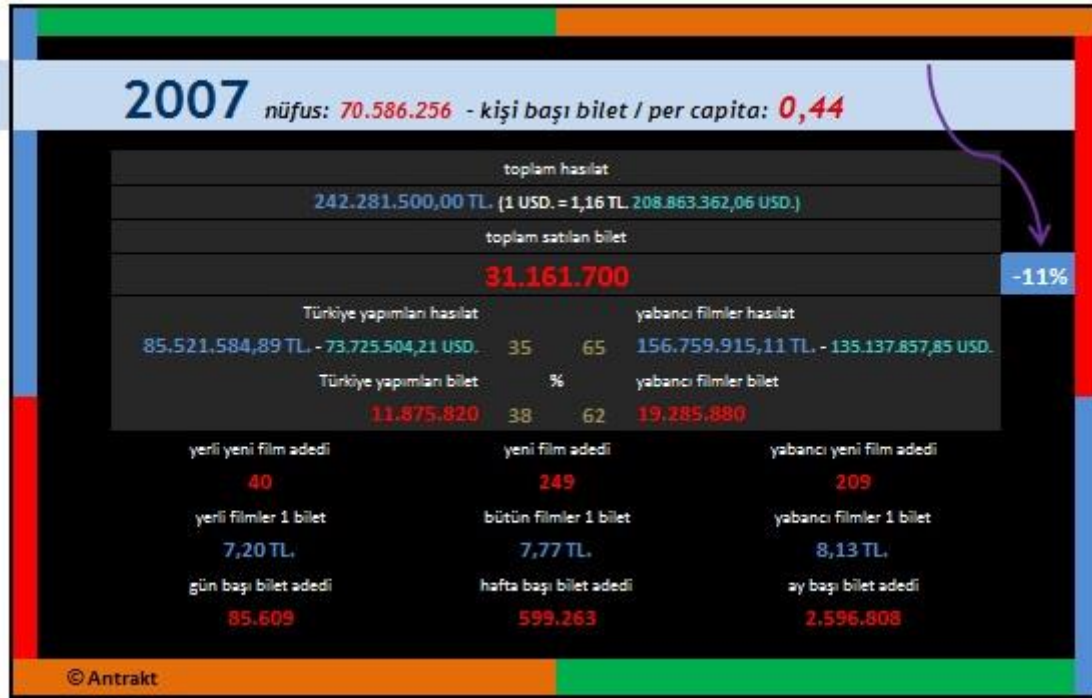 2007 nüfus: 70.586.256 - kişi başı bilet / per capita: 0,44
toplam hasılat
242.281.500,00 TL. (1 USD. = 1,16 TL. 208.863.362,06 USD.)
toplam satılan bilet
31.161.700
-11%
Türkiye yapımları hasılat yabancı filmler hasılat
85.521.584,89 TL. - 73.725.504,21 USD. 35 65 156.759.915,11 TL. - 135.137.857,85 USD.
Türkiye yapımları bilet % yabancı filmler bilet
11.875.820 38 62 19.285.880
yerli yeni film adedi yeni film adedi yabancı yeni film adedi
40 249 209
yerli filmler 1 bilet bütün filmler 1 bilet yabancı filmler 1 bilet
7,20 TL. 7,77 TL. 8,13 TL.
gün başı bilet adedi hafta başı bilet adedi ay başı bilet adedi
85.609 599.263 2.596.808
© Antrakt